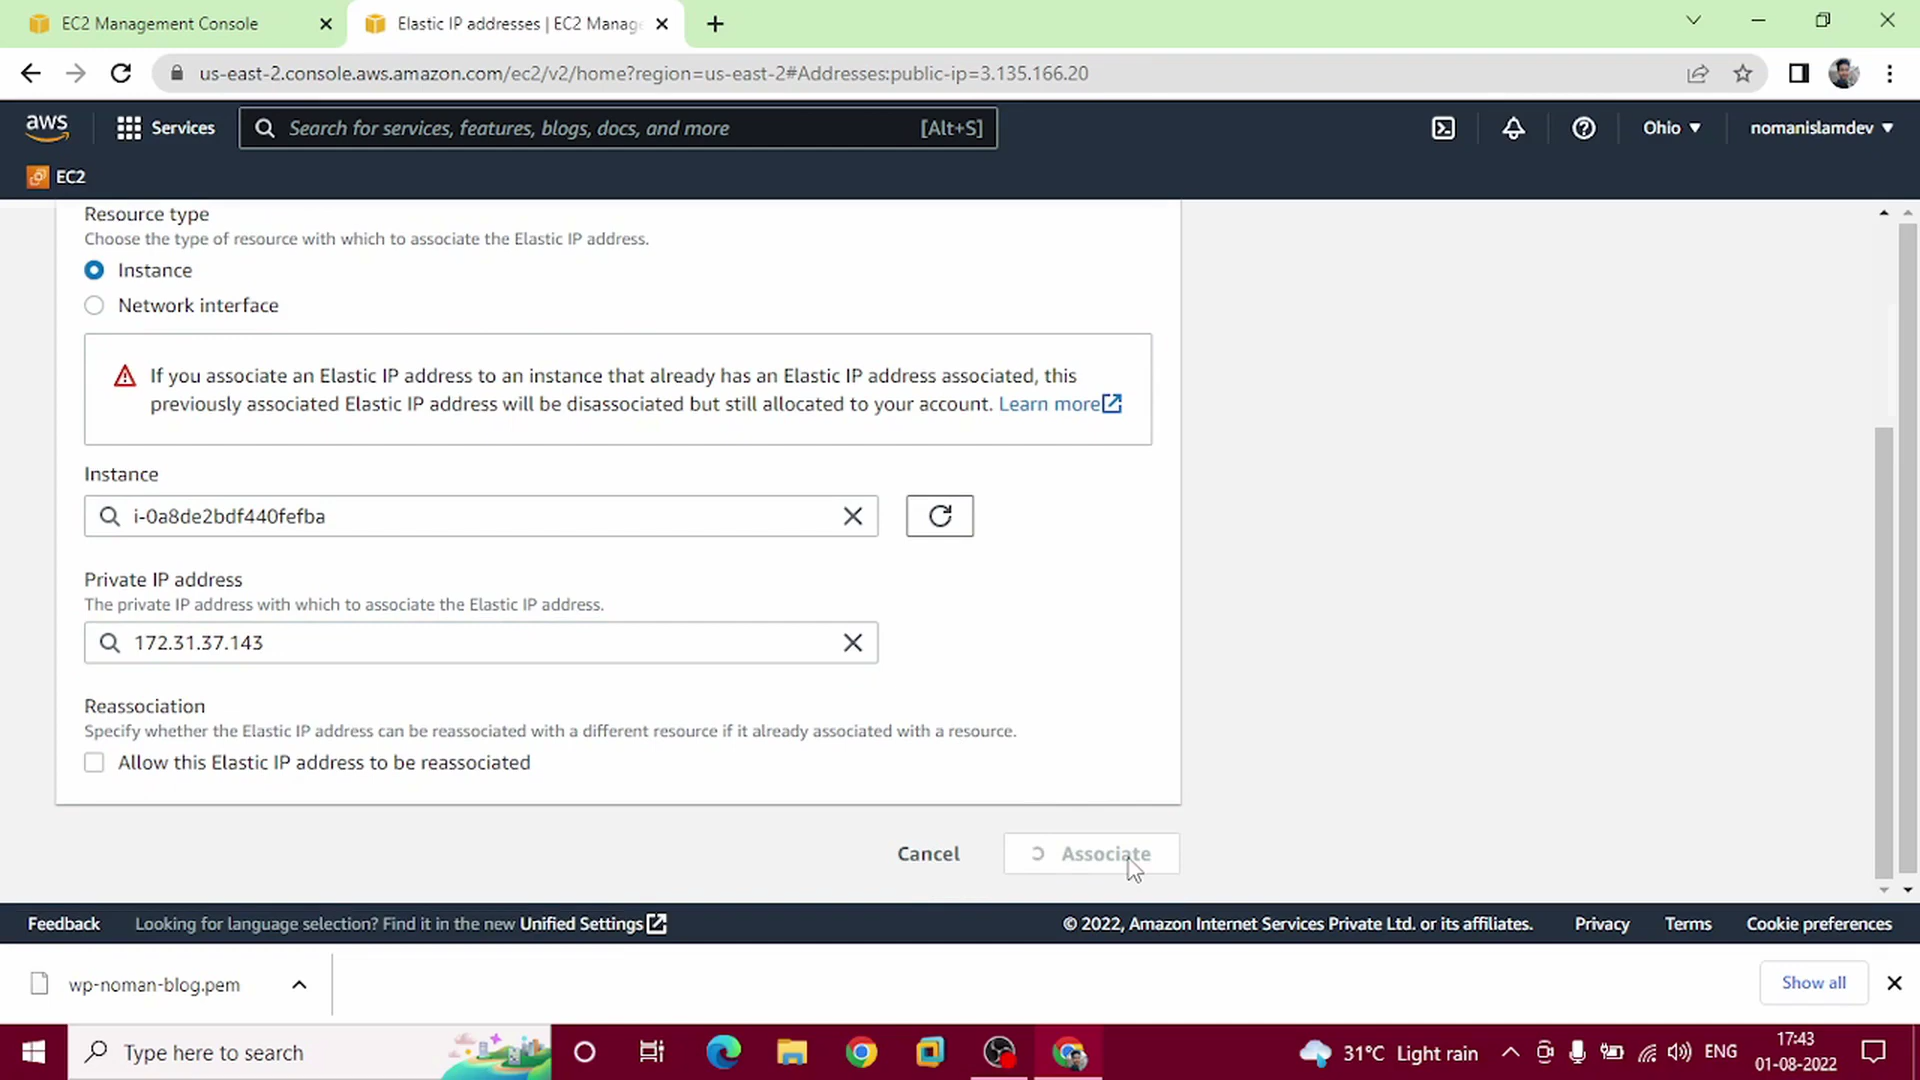 EC2 Management Console
Elastic IP addresses | EC2 Manag
us-east-2.console.aws.amazon.com/ec2/v2/home?region=us-east-2#Addresses:public-ip=3.135.166.20
aws
Services
Search for services, features, blogs, docs, and more
[Alt+S]
Ohio
nomanislamdev
EC2
Resource type
Choose the type of resource with which to associate the Elastic IP address.
Instance
Network interface
If you associate an Elastic IP address to an instance that already has an Elastic IP address associated, this
previously associated Elastic IP address will be disassociated but still allocated to your account. Learn more
Instance
i-0a8de2bdf440fefba
Private IP address
The private IP address with which to associate the Elastic IP address.
172.31.37.143
Reassociation
Specify whether the Elastic IP address can be reassociated with a different resource if it already associated with a resource.
Allow this Elastic IP address to be reassociated
Cancel
Associate
Feedback
Looking for language selection? Find it in the new Unified Settings
© 2022, Amazon Internet Services Private Ltd. or its affiliates.
Privacy
Terms
Cookie preferences
wp-noman-blog.pem
Show all
Type here to search
31°C Light rain
ENG
17:43
01-08-2022